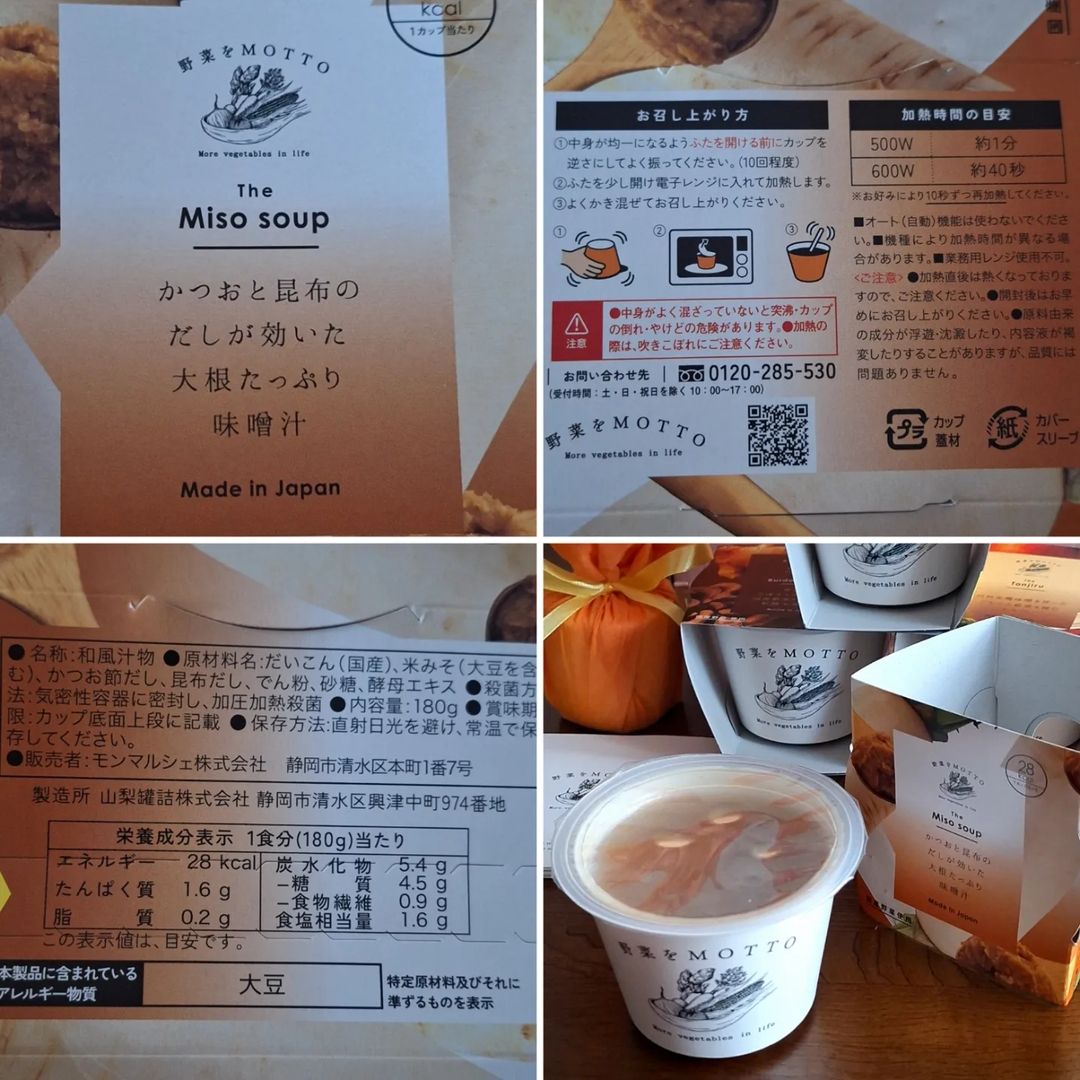 kcal
1カップ当たり
野菜をMOTTO
More vegetables in life
The
Miso soup
かつおと昆布の
だしが効いた
大根たっぷり
味噌汁
Made in Japan
お召し上がり方
①中身が均一になるようふたを開ける前にカップを
逆さにしてよく振ってください。(10回程度)
②ふたを少し開け電子レンジに入れて加熱します。
③よくかき混ぜてお召し上がりください。
① ② ③
注意
●中身がよく混ざっていないと突沸・カップ
の倒れ・やけどの危険があります。●加熱の
際は、吹きこぼれにご注意ください。
お問い合わせ先 0120-285-530
(受付時間:土・日・祝日を除く10:00〜17:00)
野菜をMOTTO
More vegetables in life
加熱時間の目安
500W 約1分
600W 約40秒
※お好みにより10秒ずつ再加熱してください。
■オート(自動)機能は使わないでくださ
い。■機種により加熱時間が異なる場
合があります。■業務用レンジ使用不可。
<ご注意>●加熱直後は熱くなっておりま
すので、ご注意ください。●開封後はお早
めにお召し上がりください。●原料由来
の成分が浮遊・沈澱したり、内容液が褐
変したりすることがありますが、品質には
問題ありません。
プラ カップ
蓋材
紙 カバー
スリーブ
●名称:和風汁物 ●原材料名:だいこん(国産)、米みそ(大豆を含
む)、かつお節だし、昆布だし、でん粉、砂糖、酵母エキス ●殺菌方
法:気密性容器に密封し、加圧加熱殺菌 ●内容量:180g ●賞味期
限:カップ底面上段に記載 ●保存方法:直射日光を避け、常温で保
存してください。
●販売者:モンマルシェ株式会社 静岡市清水区本町1番7号
製造所 山梨罐詰株式会社 静岡市清水区興津中町974番地
栄養成分表示 1食分(180g)当たり
エネルギー 28 kcal
たんぱく質 1.6 g
脂質 0.2 g
炭水化物 5.4 g
−糖質 4.5 g
−食物繊維 0.9 g
食塩相当量 1.6 g
この表示値は、目安です。
本製品に含まれている
アレルギー物質
大豆
特定原材料及びそれに
準ずるものを表示
More vegetables in life
The
tonjiru
野菜をMOTTO
More vegetables in life
野菜をMOTTO
28
kcal
The
Miso soup
かつおと昆布の
だしが効いた
大根たっぷり
味噌汁
Made in Japan
野菜をMOTTO
More vegetables in life